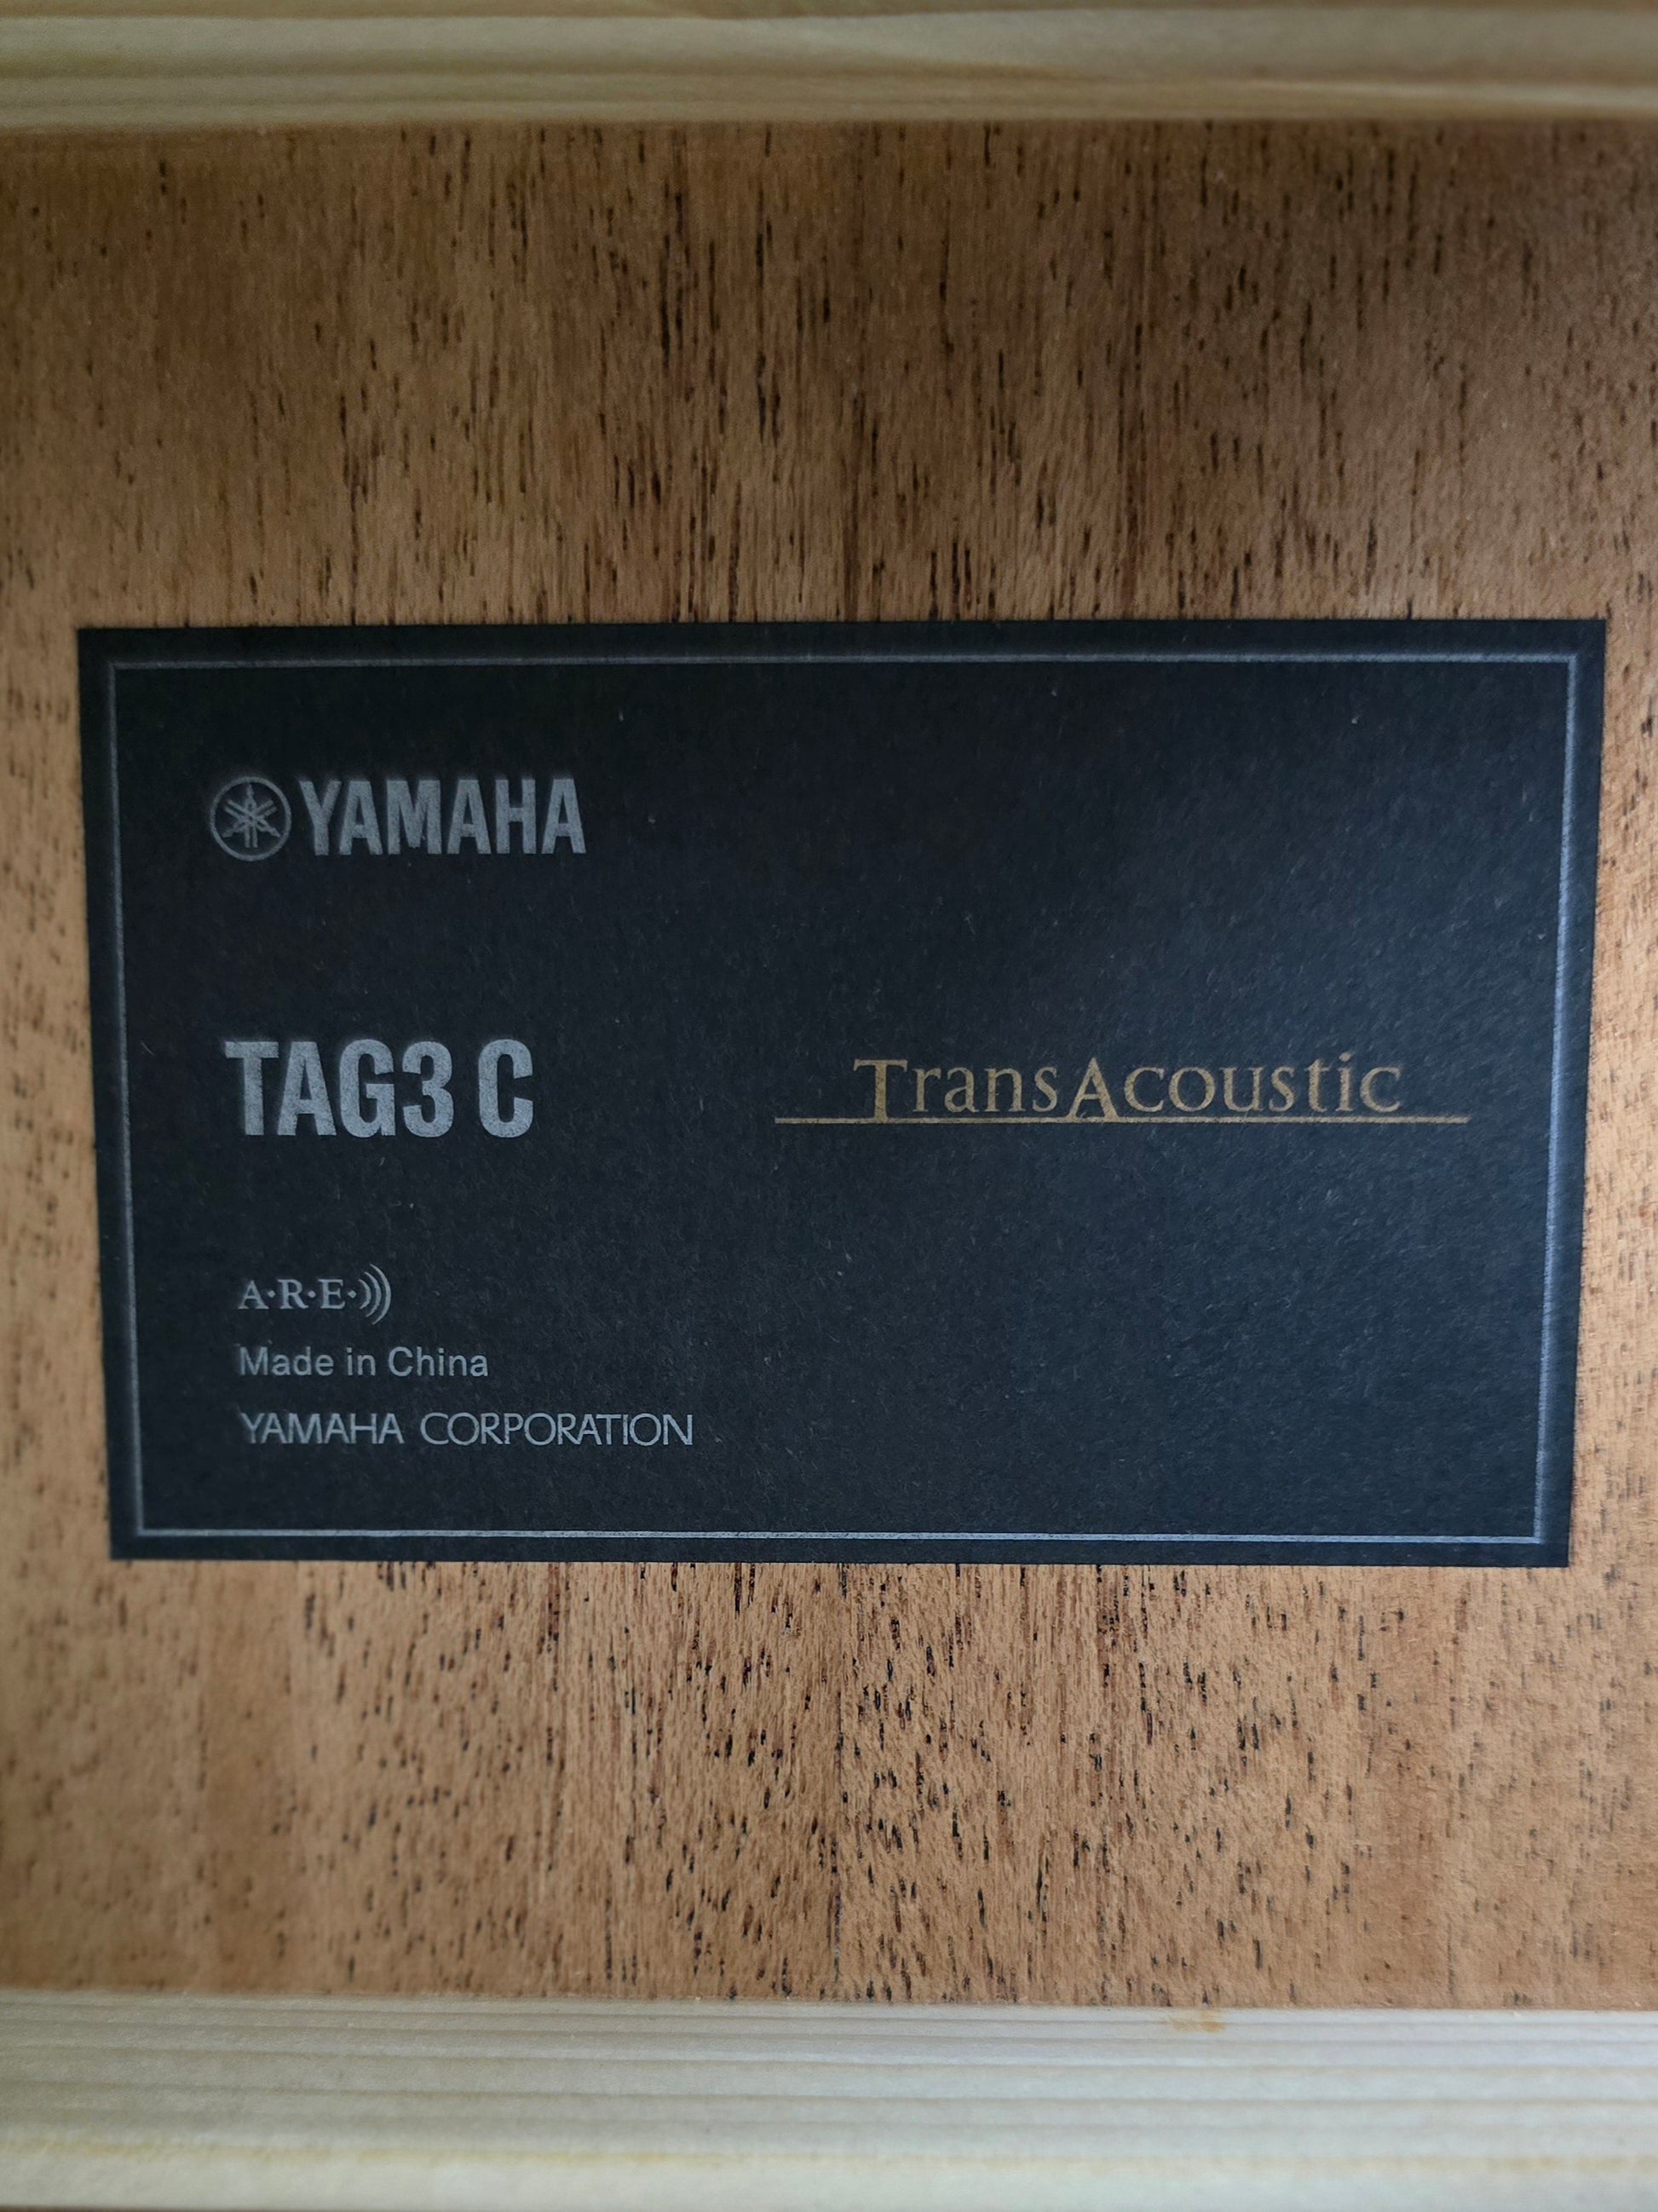 YAMAHA
TAG3 C
TransAcoustic
A·R·E·
Made in China
YAMAHA CORPORATION